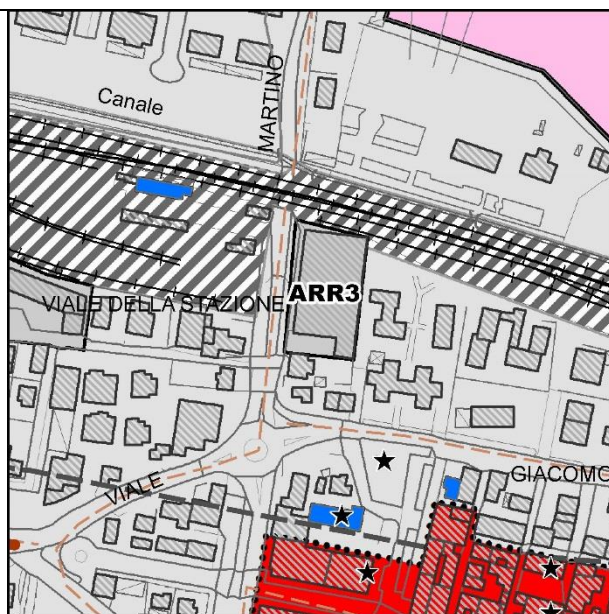 Canale
MARTINO
VIALE DELLA STAZIONE
ARR3
VIALE
GIACOMO